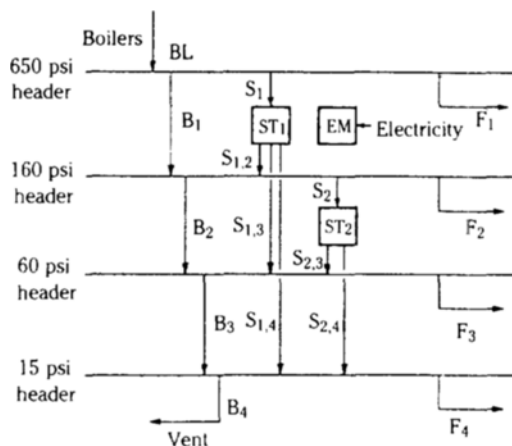 Boilers
BL
650 psi
header
S1
B1
ST1
EM
Electricity
F1
S1,2
160 psi
header
S2
B2
S1,3
ST2
F2
S2,3
60 psi
header
B3
S1,4
S2,4
F3
15 psi
header
B4
F4
Vent